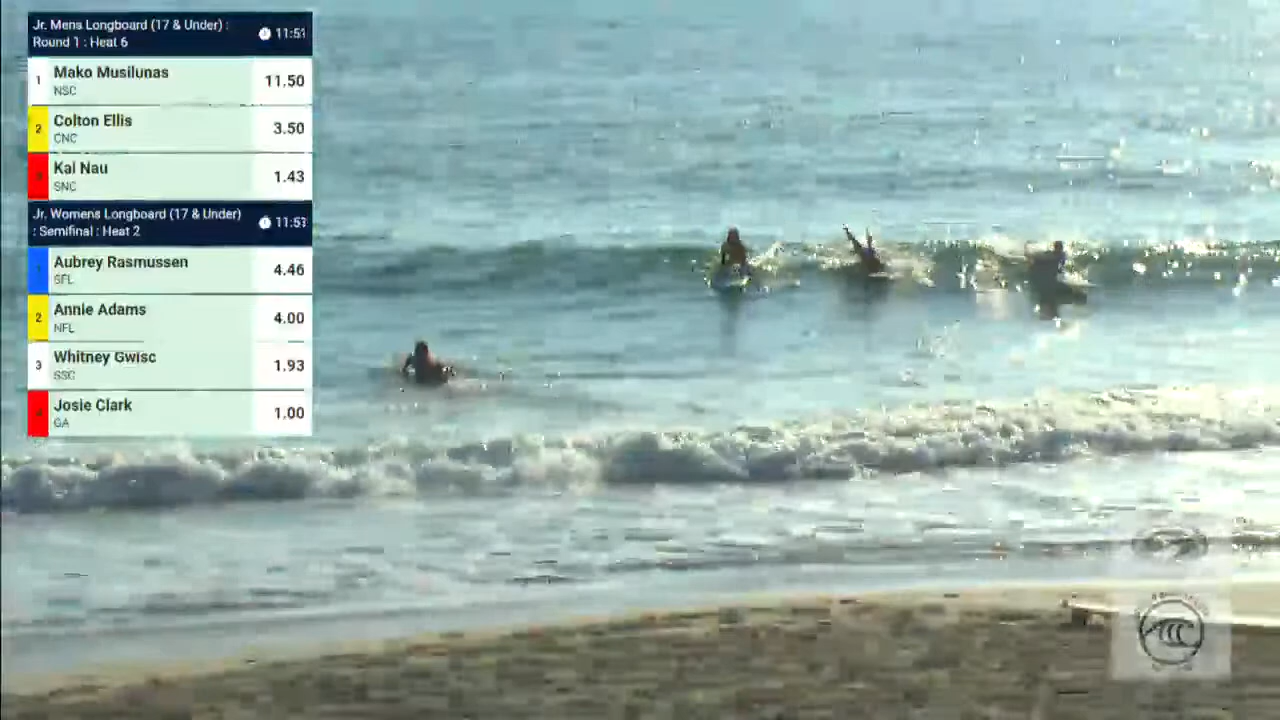 Jr. Mens Longboard (17 & Under) :
Round 1 : Heat 6
11:51
1
Mako Musilunas
NSC
11.50
2
Colton Ellis
CNC
3.50
Kal Nau
SNC
1.43
Jr. Womens Longboard (17 & Under)
: Semifinal : Heat 2
11:51
Aubrey Rasmussen
SFL
4.46
2
Annie Adams
NFL
4.00
3
Whitney Gwisc
SSC
1.93
Josie Clark
GA
1.00